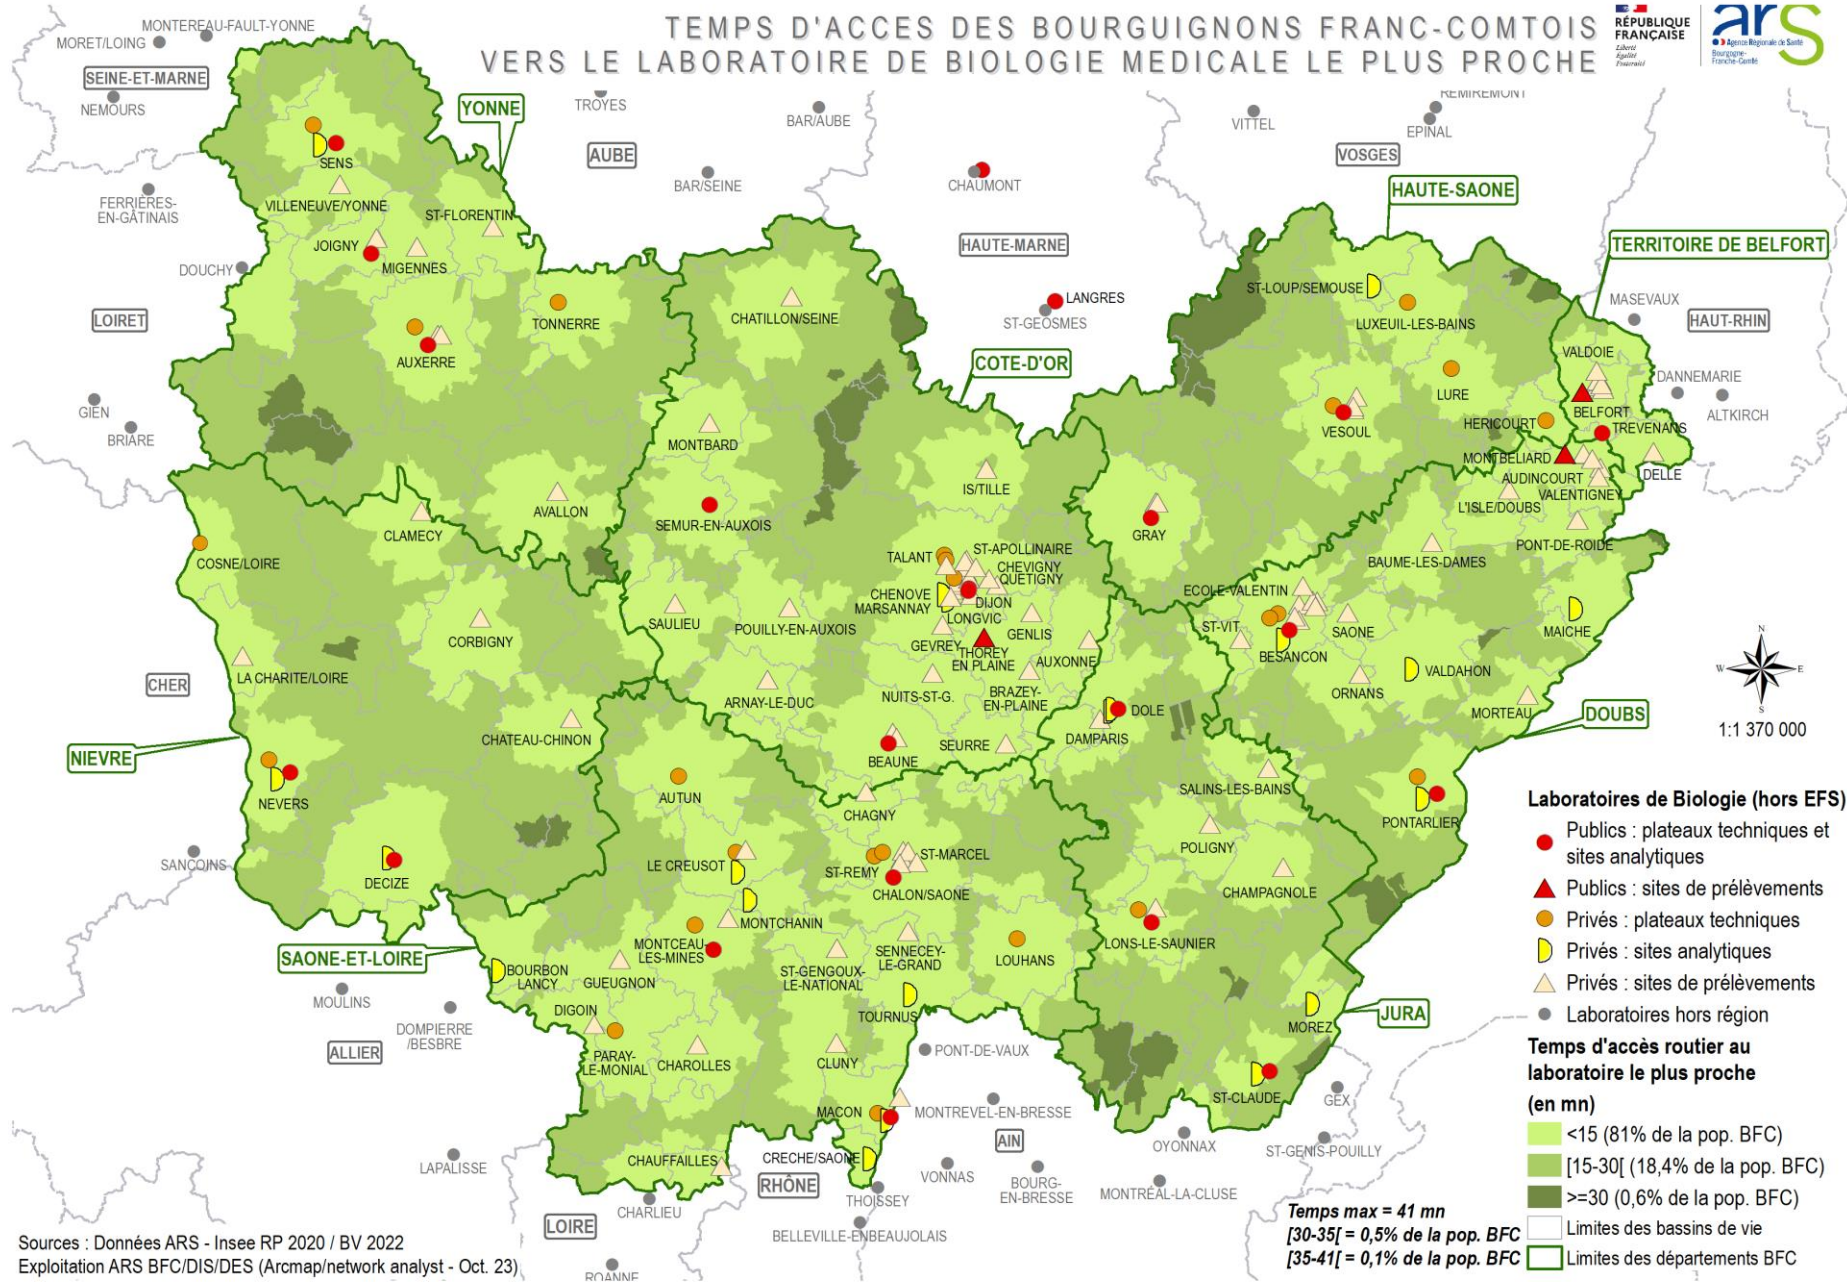 TEMPS D'ACCES DES BOURGUIGNONS FRANC-COMTOIS
VERS LE LABORATOIRE DE BIOLOGIE MEDICALE LE PLUS PROCHE
RÉPUBLIQUE
FRANÇAISE
Liberté
Égalité
Fraternité
ars
Agence Régionale de Santé
Bourgogne-
Franche-Comté
MONTEREAU-FAULT-YONNE
MORET/LOING
SEINE-ET-MARNE
NEMOURS
YONNE
TROYES
BAR/AUBE
VITTEL
REMIREMONT
EPINAL
AUBE
VOSGES
SENS
BAR/SEINE
CHAUMONT
HAUTE-SAONE
FERRIÈRES-
EN-GÂTINAIS
VILLENEUVE/YONNE
ST-FLORENTIN
JOIGNY
MIGENNES
HAUTE-MARNE
TERRITOIRE DE BELFORT
DOUCHY
ST-LOUP/SEMOUSE
LANGRES
ST-GEOSMES
MASEVAUX
LOIRET
TONNERRE
CHATILLON/SEINE
LUXEUIL-LES-BAINS
HAUT-RHIN
AUXERRE
COTE-D'OR
VALDOIE
LURE
DANNEMARIE
GIEN
BRIARE
BELFORT
ALTKIRCH
HERICOURT
TREVENANS
MONTBARD
VESOUL
MONTBELIARD
DELLE
AUDINCOURT
VALENTIGNEY
IS/TILLE
L'ISLE/DOUBS
AVALLON
SEMUR-EN-AUXOIS
CLAMECY
GRAY
PONT-DE-ROIDE
COSNE/LOIRE
TALANT
ST-APOLLINAIRE
CHEVIGNY
QUETIGNY
BAUME-LES-DAMES
CHENOVE
MARSANNAY
DIJON
LONGVIC
ECOLE-VALENTIN
SAULIEU
POUILLY-EN-AUXOIS
GENLIS
ST-VIT
SAONE
MAICHE
CORBIGNY
GEVREY
THOREY
EN PLAINE
AUXONNE
BESANCON
VALDAHON
LA CHARITE/LOIRE
CHER
ARNAY-LE-DUC
NUITS-ST-G.
BRAZEY-
EN-PLAINE
ORNANS
MORTEAU
N
W
E
S
1:1 370 000
DOLE
DAMPARIS
DOUBS
CHATEAU-CHINON
BEAUNE
SEURRE
NIEVRE
NEVERS
AUTUN
SALINS-LES-BAINS
CHAGNY
PONTARLIER
POLIGNY
SANCOINS
DECIZE
LE CREUSOT
ST-REMY
ST-MARCEL
CHALON/SAONE
CHAMPAGNOLE
MONTCHANIN
SAONE-ET-LOIRE
MONTCEAU-
LES-MINES
LONS-LE-SAUNIER
BOURBON
LANCY
GUEUGNON
ST-GENGOUX-
LE-NATIONAL
SENNECEY-
LE-GRAND
LOUHANS
MOULINS
DIGOIN
TOURNUS
JURA
MOREZ
DOMPIERRE
/BESBRE
ALLIER
PARAY-
LE-MONIAL
CHAROLLES
CLUNY
PONT-DE-VAUX
ST-CLAUDE
GEX
MACON
MONTREVEL-EN-BRESSE
AIN
OYONNAX
ST-GENIS-POUILLY
LAPALISSE
CHAUFFAILLES
CRECHE/SAONE
RHÔNE
THOISSEY
VONNAS
BOURG-
EN-BRESSE
MONTRÉAL-LA-CLUSE
CHARLIEU
LOIRE
BELLEVILLE-ENBEAUJOLAIS
ROANNE
Laboratoires de Biologie (hors EFS)
Publics : plateaux techniques et
sites analytiques
Publics : sites de prélèvements
Privés : plateaux techniques
Privés : sites analytiques
Privés : sites de prélèvements
Laboratoires hors région
Temps d'accès routier au
laboratoire le plus proche
(en mn)
<15 (81% de la pop. BFC)
[15-30[ (18,4% de la pop. BFC)
>=30 (0,6% de la pop. BFC)
Limites des bassins de vie
Limites des départements BFC
Temps max = 41 mn
[30-35[ = 0,5% de la pop. BFC
[35-41[ = 0,1% de la pop. BFC
Sources : Données ARS - Insee RP 2020 / BV 2022
Exploitation ARS BFC/DIS/DES (Arcmap/network analyst - Oct. 23)